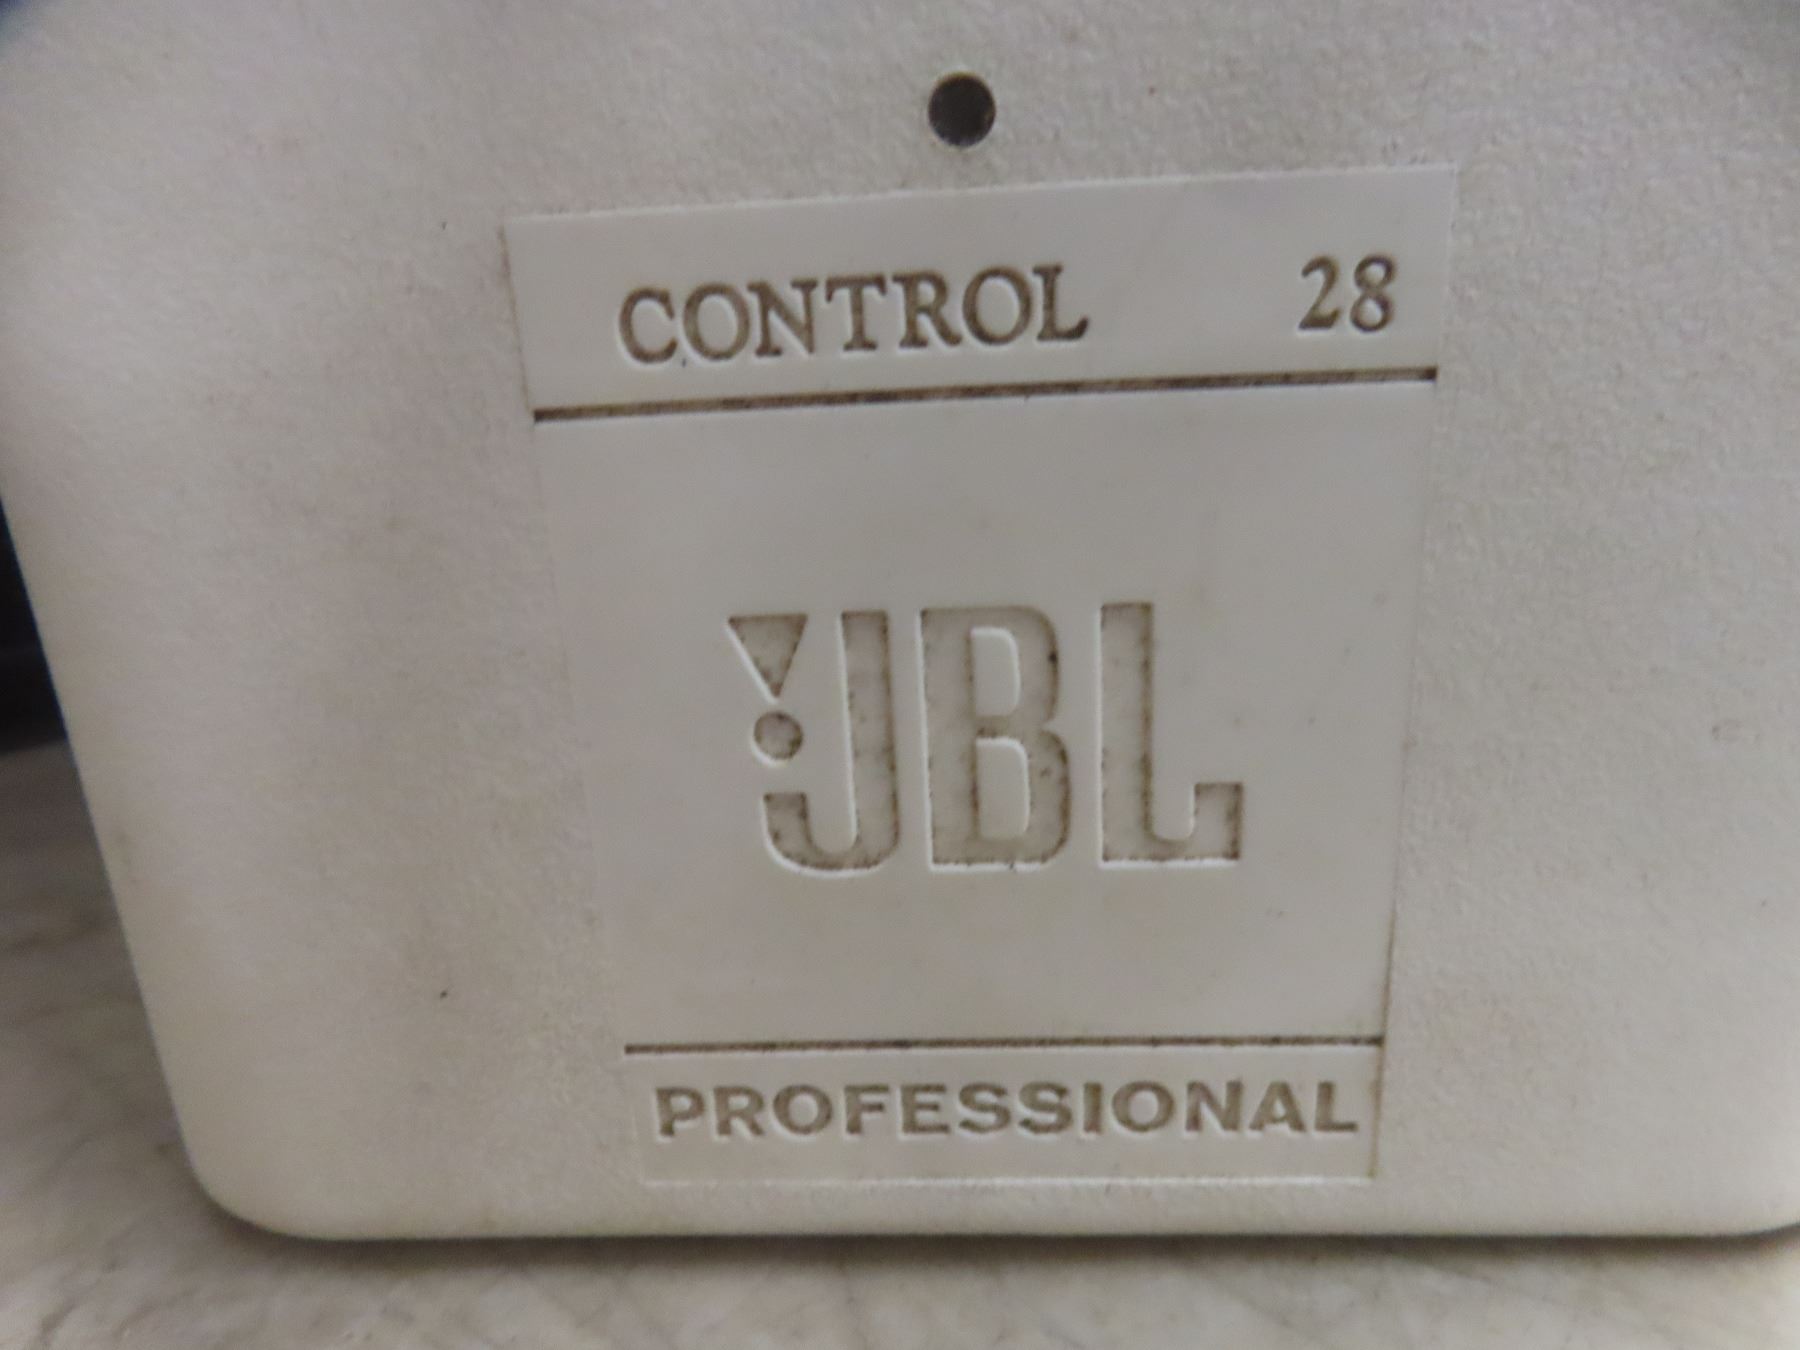 CONTROL 28
JBL
PROFESSIONAL